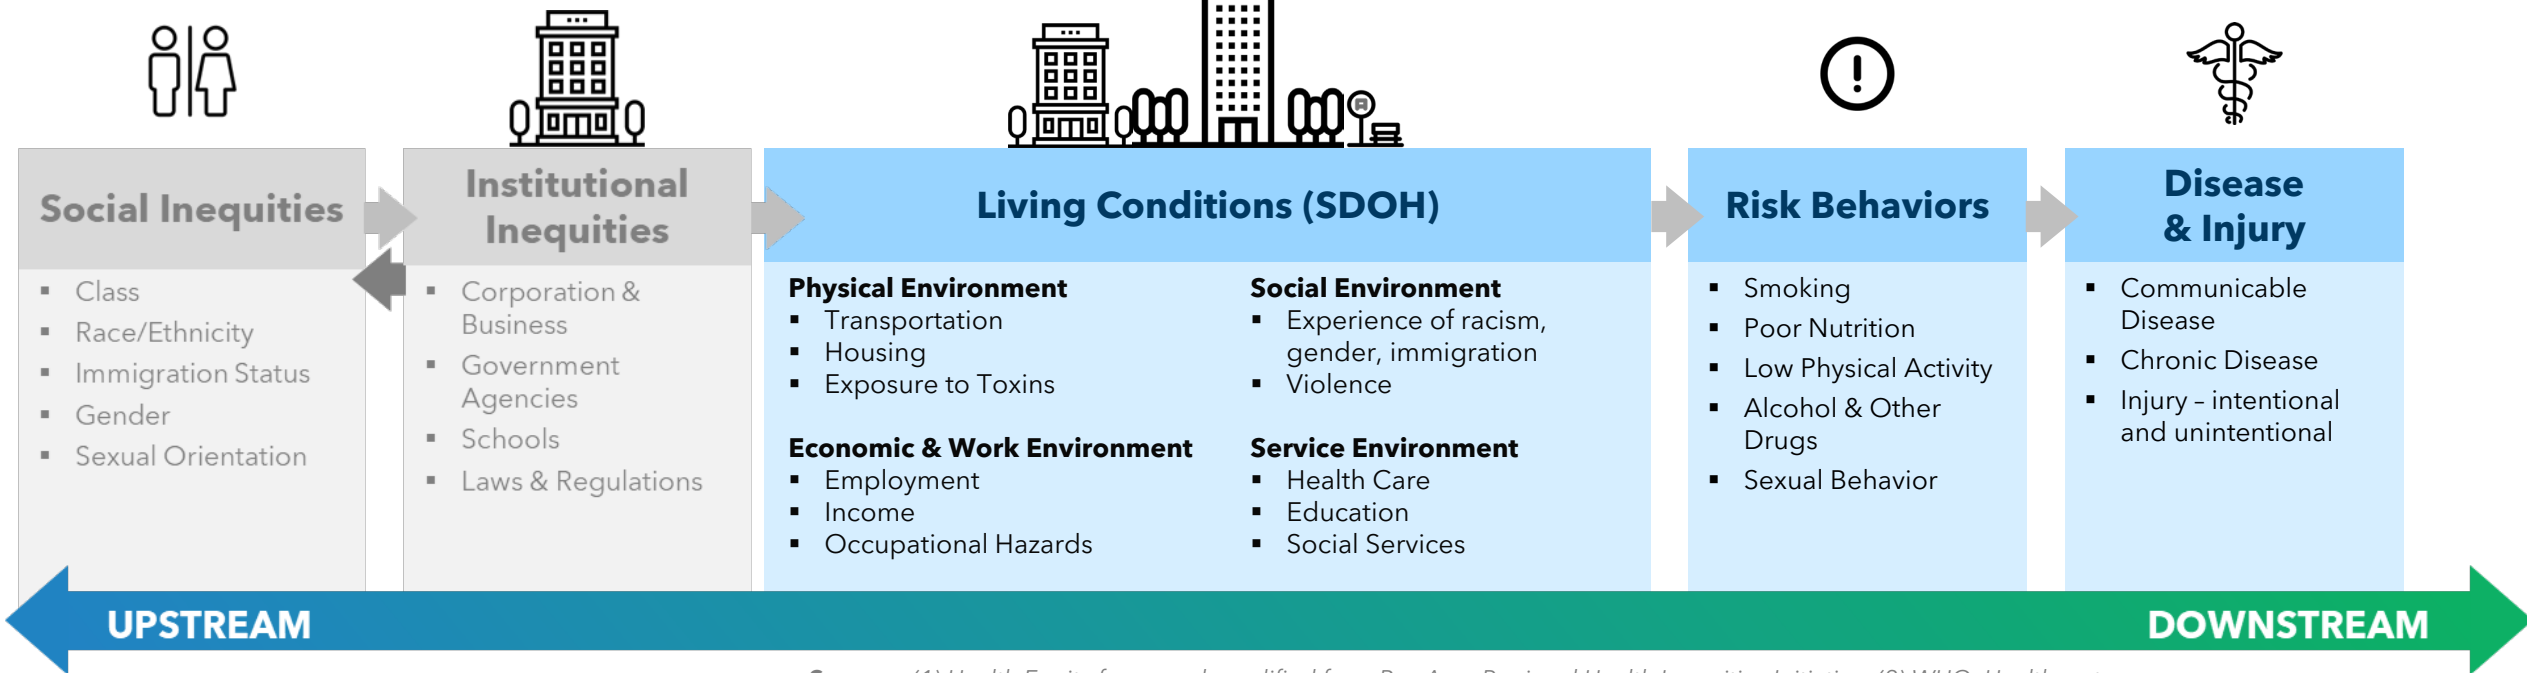 Social Inequities
Class
Race/Ethnicity
Immigration Status
Gender
Sexual Orientation
Institutional
Inequities
Corporation &
Business
Government
Agencies
Schools
Laws & Regulations
Living Conditions (SDOH)
Physical Environment
Transportation
Housing
Exposure to Toxins
Economic & Work Environment
Employment
Income
Occupational Hazards
Social Environment
Experience of racism,
gender, immigration
Violence
Service Environment
Health Care
Education
Social Services
Risk Behaviors
Smoking
Poor Nutrition
Low Physical Activity
Alcohol & Other
Drugs
Sexual Behavior
Disease
& Injury
Communicable
Disease
Chronic Disease
Injury – intentional
and unintentional
UPSTREAM
DOWNSTREAM